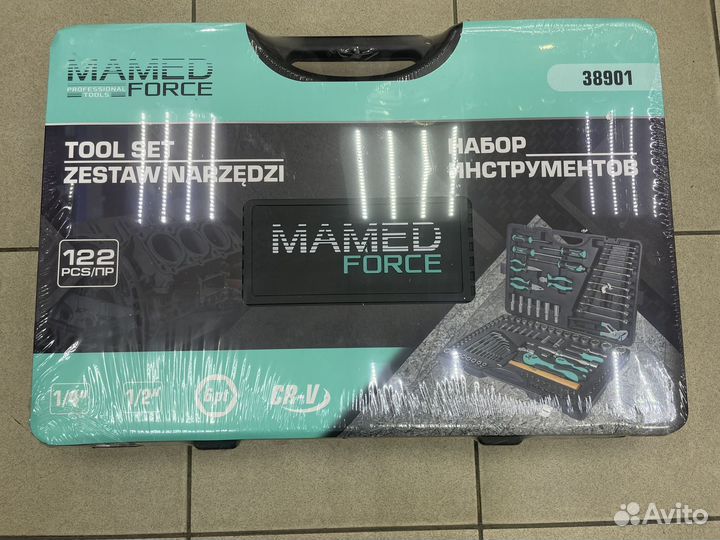 MAMED
PROFESSIONAL
TOOLS
FORCE
38901
TOOL SET
ZESTAW NARZĘDZI
НАБОР
ИНСТРУМЕНТОВ
122
PCS/ПР
MAMED
FORCE
1/4"
1/2"
6pt
CR-V
Avito